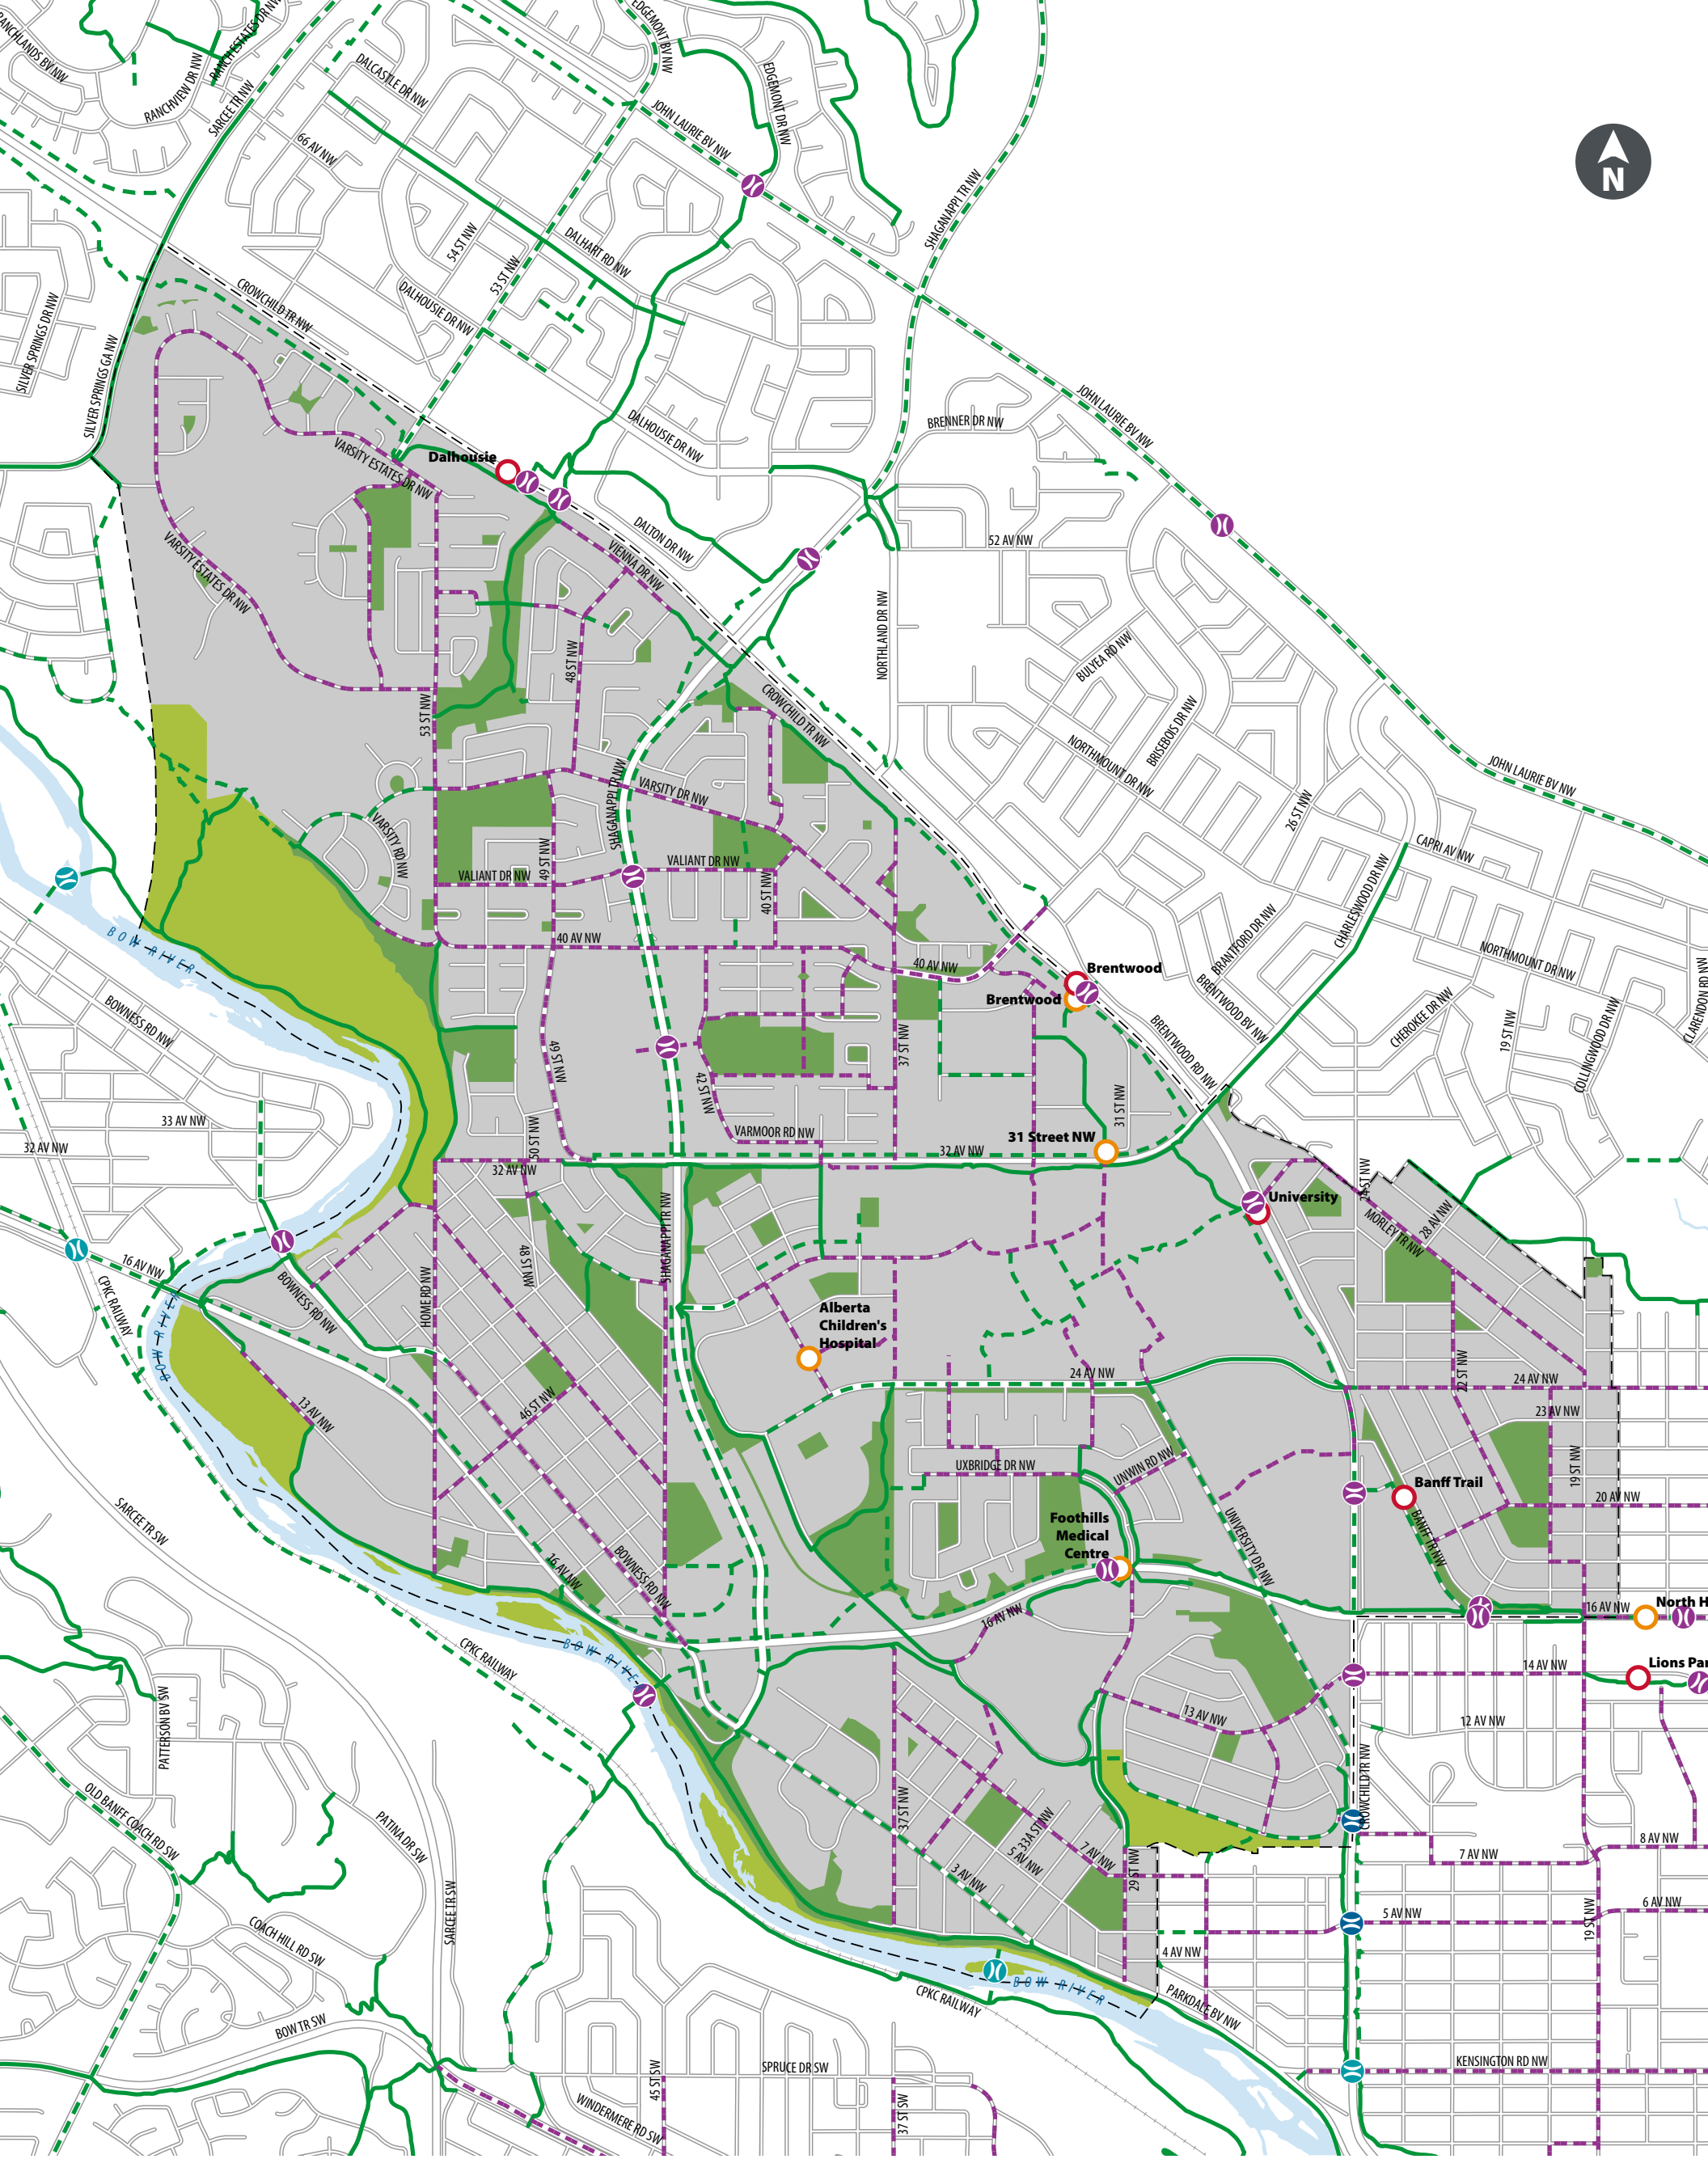 RANCHLANDS BV NW
RANCH ESTATES DR NW
RANCHVIEW DR NW
SARCEE TR NW
DALCASTLE DR NW
EDGEMONT BV NW
EDGEMONT DR NW
JOHN LAURIE BV NW
66 AV NW
N
SHAGANAPPI TR NW
54 ST NW
53 ST NW
DALHART RD NW
DALHOUSIE DR NW
CROWCHILD TR NW
SILVER SPRINGS DR NW
SILVER SPRINGS GA NW
JOHN LAURIE BV NW
BRENNER DR NW
DALHOUSIE DR NW
Dalhousie
VARSITY ESTATES DR NW
DALTON DR NW
52 AV NW
VIENNA DR NW
VARSITY ESTATES DR NW
NORTHLAND DR NW
48 ST NW
BULYEA RD NW
53 ST NW
CROWCHILD TR NW
BRISEBOIS DR NW
NORTHMOUNT DR NW
JOHN LAURIE BV NW
SHAGANAPPI TR NW
VARSITY DR NW
26 ST NW
VARSITY RD NW
49 ST NW
VALIANT DR NW
VALIANT DR NW
40 ST NW
CAPRI AV NW
CHARLESWOOD DR NW
BOW RIVER
40 AV NW
40 AV NW
BRANTFORD DR NW
NORTHMOUNT DR NW
CLARENDON RD NW
Brentwood
Brentwood
BRENTWOOD BV NW
BOWNESS RD NW
CHEROKEE DR NW
19 ST NW
COLLINGWOOD DR NW
BRENTWOOD RD NW
37 ST NW
49 ST NW
42 ST NW
31 ST NW
33 AV NW
32 AV NW
50 ST NW
VARMOOR RD NW
31 Street NW
32 AV NW
32 AV NW
24 ST NW
University
SHAGANAPPI TR NW
MORLEY TR NW
28 AV NW
48 ST NW
16 AV NW
CPKC RAILWAY
BOWNESS RD NW
HOME RD NW
BOW RIVER
Alberta
Children's
Hospital
24 AV NW
22 ST NW
24 AV NW
23 AV NW
13 AV NW
46 ST NW
UXBRIDGE DR NW
UNWIN RD NW
19 ST NW
Banff Trail
20 AV NW
SARCEE TR SW
Foothills
Medical
Centre
UNIVERSITY DR NW
BANFF TR NW
16 AV NW
BOWNESS RD NW
16 AV NW
16 AV NW
North H
BOW RIVER
CPKC RAILWAY
14 AV NW
Lions Par
PATTERSON BV SW
13 AV NW
12 AV NW
OLD BANFF COACH RD SW
PATINA DR SW
37 ST NW
33A ST NW
5 AV NW
7 AV NW
3 AV NW
29 ST NW
CROWCHILD TR NW
8 AV NW
7 AV NW
6 AV NW
5 AV NW
19 ST NW
SARCEE TR SW
COACH HILL RD SW
4 AV NW
BOW RIVER
CPKC RAILWAY
PARKDALE BV NW
BOW TR SW
SPRUCE DR SW
45 ST SW
37 ST SW
WINDERMERE RD SW
KENSINGTON RD NW